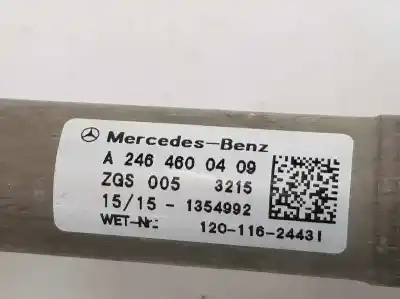 Mercedes-Benz
A 246 460 04 09
ZGS 005 3215
15/15 - 1354992
WET-Nr.: 120-116-24431